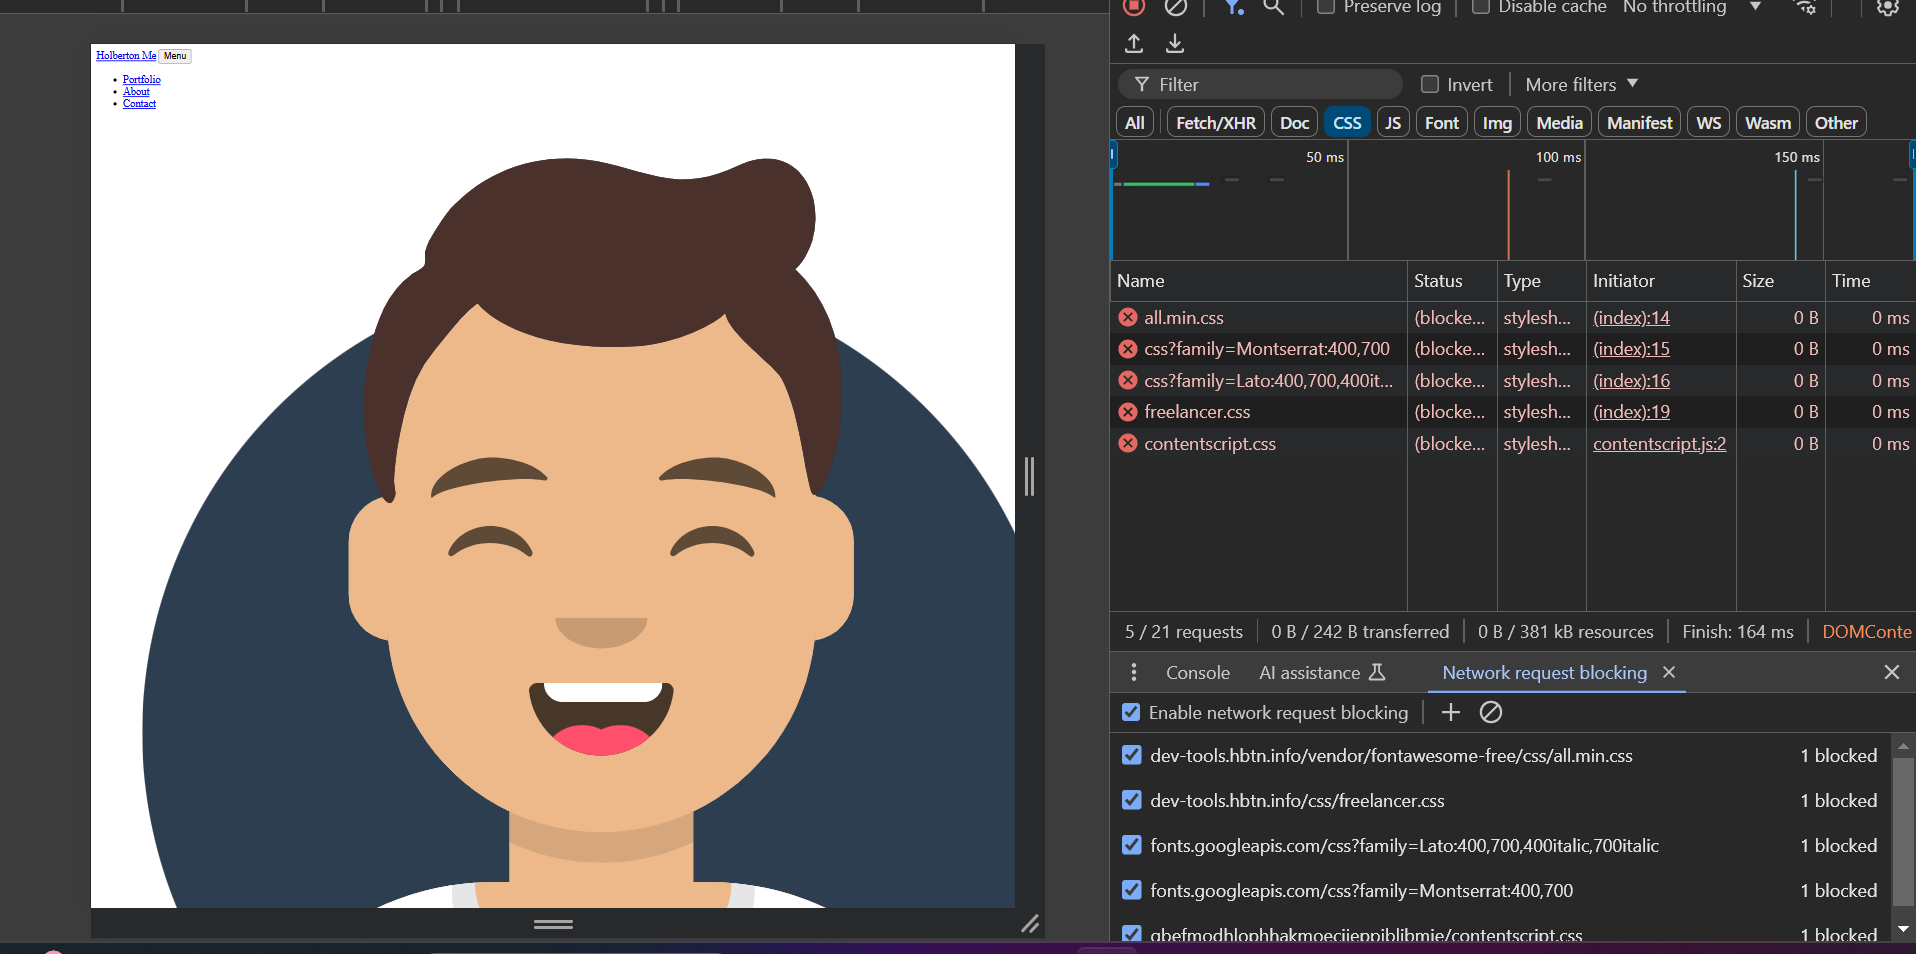 Preserve log Disable cache No throttling
Holberton Me Menu
Portfolio
About
Contact
Filter Invert More filters
All Fetch/XHR Doc CSS JS Font Img Media Manifest WS Wasm Other
50 ms 100 ms 150 ms
Name Status Type Initiator Size Time
all.min.css (blocke... stylesh... (index):14 0 B 0 ms
css?family=Montserrat:400,700 (blocke... stylesh... (index):15 0 B 0 ms
css?family=Lato:400,700,400it... (blocke... stylesh... (index):16 0 B 0 ms
freelancer.css (blocke... stylesh... (index):19 0 B 0 ms
contentscript.css (blocke... stylesh... contentscript.js:2 0 B 0 ms
5 / 21 requests 0 B / 242 B transferred 0 B / 381 kB resources Finish: 164 ms DOMConte
Console AI assistance Network request blocking
Enable network request blocking
dev-tools.hbtn.info/vendor/fontawesome-free/css/all.min.css 1 blocked
dev-tools.hbtn.info/css/freelancer.css 1 blocked
fonts.googleapis.com/css?family=Lato:400,700,400italic,700italic 1 blocked
fonts.googleapis.com/css?family=Montserrat:400,700 1 blocked
1 blocked